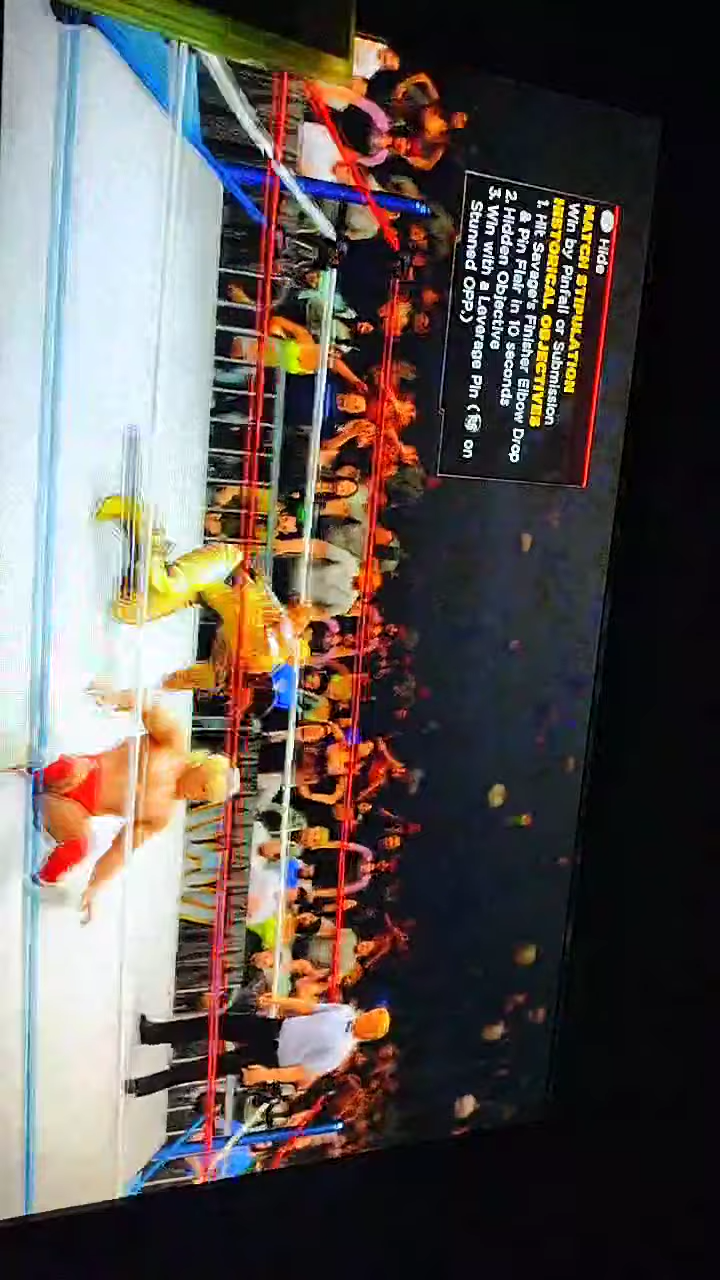 Hide
MATCH STIPULATION
Win by Pinfall or Submission
HISTORICAL OBJECTIVES
1. Hit Savage's Finisher Elbow Drop
& Pin Flair in 10 seconds
2. Hidden Objective
3. Win with a Leverage Pin ( on
Stunned OPP.)